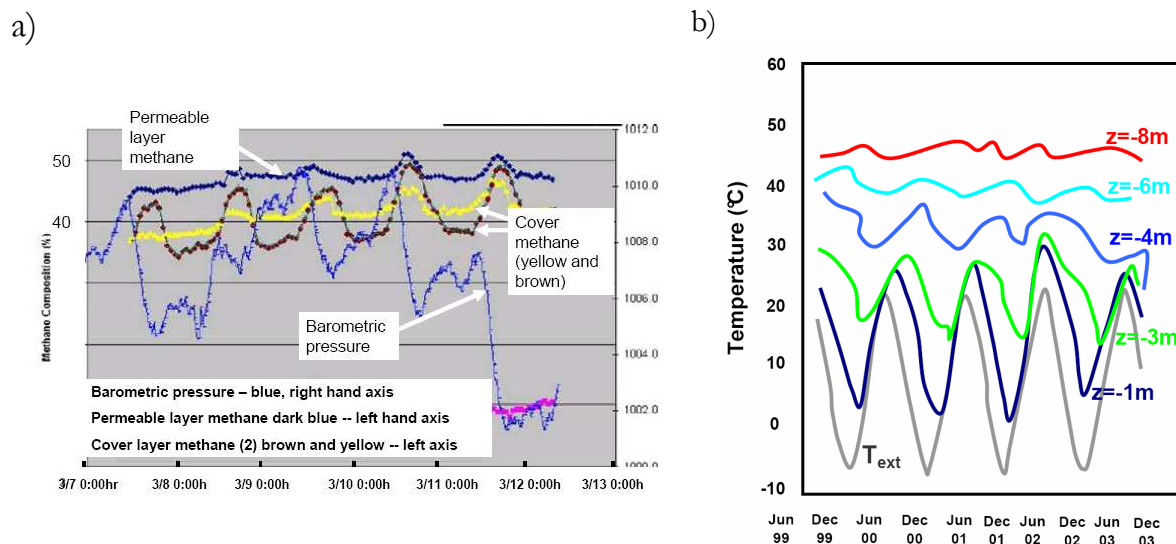 a)
Permeable
layer
methane
50
40
Methane Composition (%)
1012.0
1010.0
1008.0
1006.0
1004.0
1002.0
1000.0
Cover
methane
(yellow and
brown)
Barometric
pressure
Barometric pressure – blue, right hand axis
Permeable layer methane dark blue -- left hand axis
Cover layer methane (2) brown and yellow -- left axis
3/7 0:00hr 3/8 0:00h 3/9 0:00h 3/10 0:00h 3/11 0:00h 3/12 0:00h 3/13 0:00h
b)
Temperature (°C)
60
50
40
30
20
10
0
-10
z=-8m
z=-6m
z=-4m
z=-3m
z=-1m
Text
Jun Dec Jun Dec Jun Dec Jun Dec Jun Dec
99 99 00 00 01 01 02 02 03 03